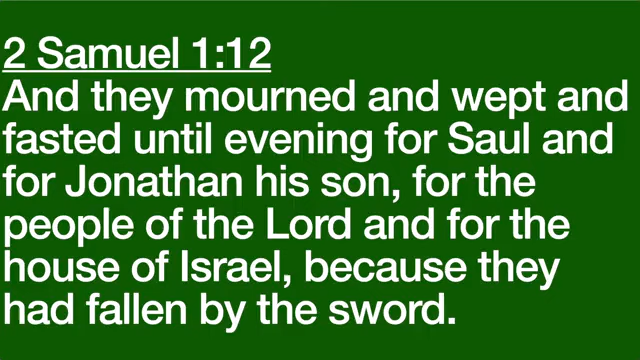 2 Samuel 1:12
And they mourned and wept and
fasted until evening for Saul and
for Jonathan his son, for the
people of the Lord and for the
house of Israel, because they
had fallen by the sword.